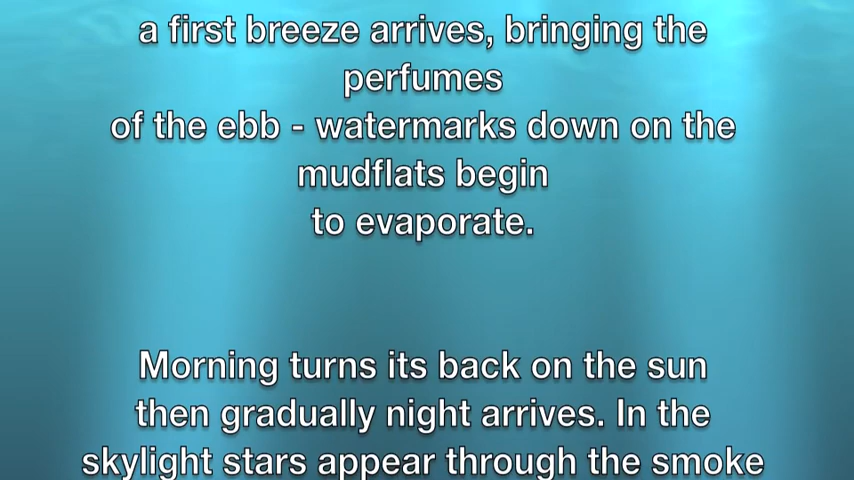 a first breeze arrives, bringing the
perfumes
of the ebb - watermarks down on the
mudflats begin
to evaporate.
Morning turns its back on the sun
then gradually night arrives. In the
skylight stars appear through the smoke